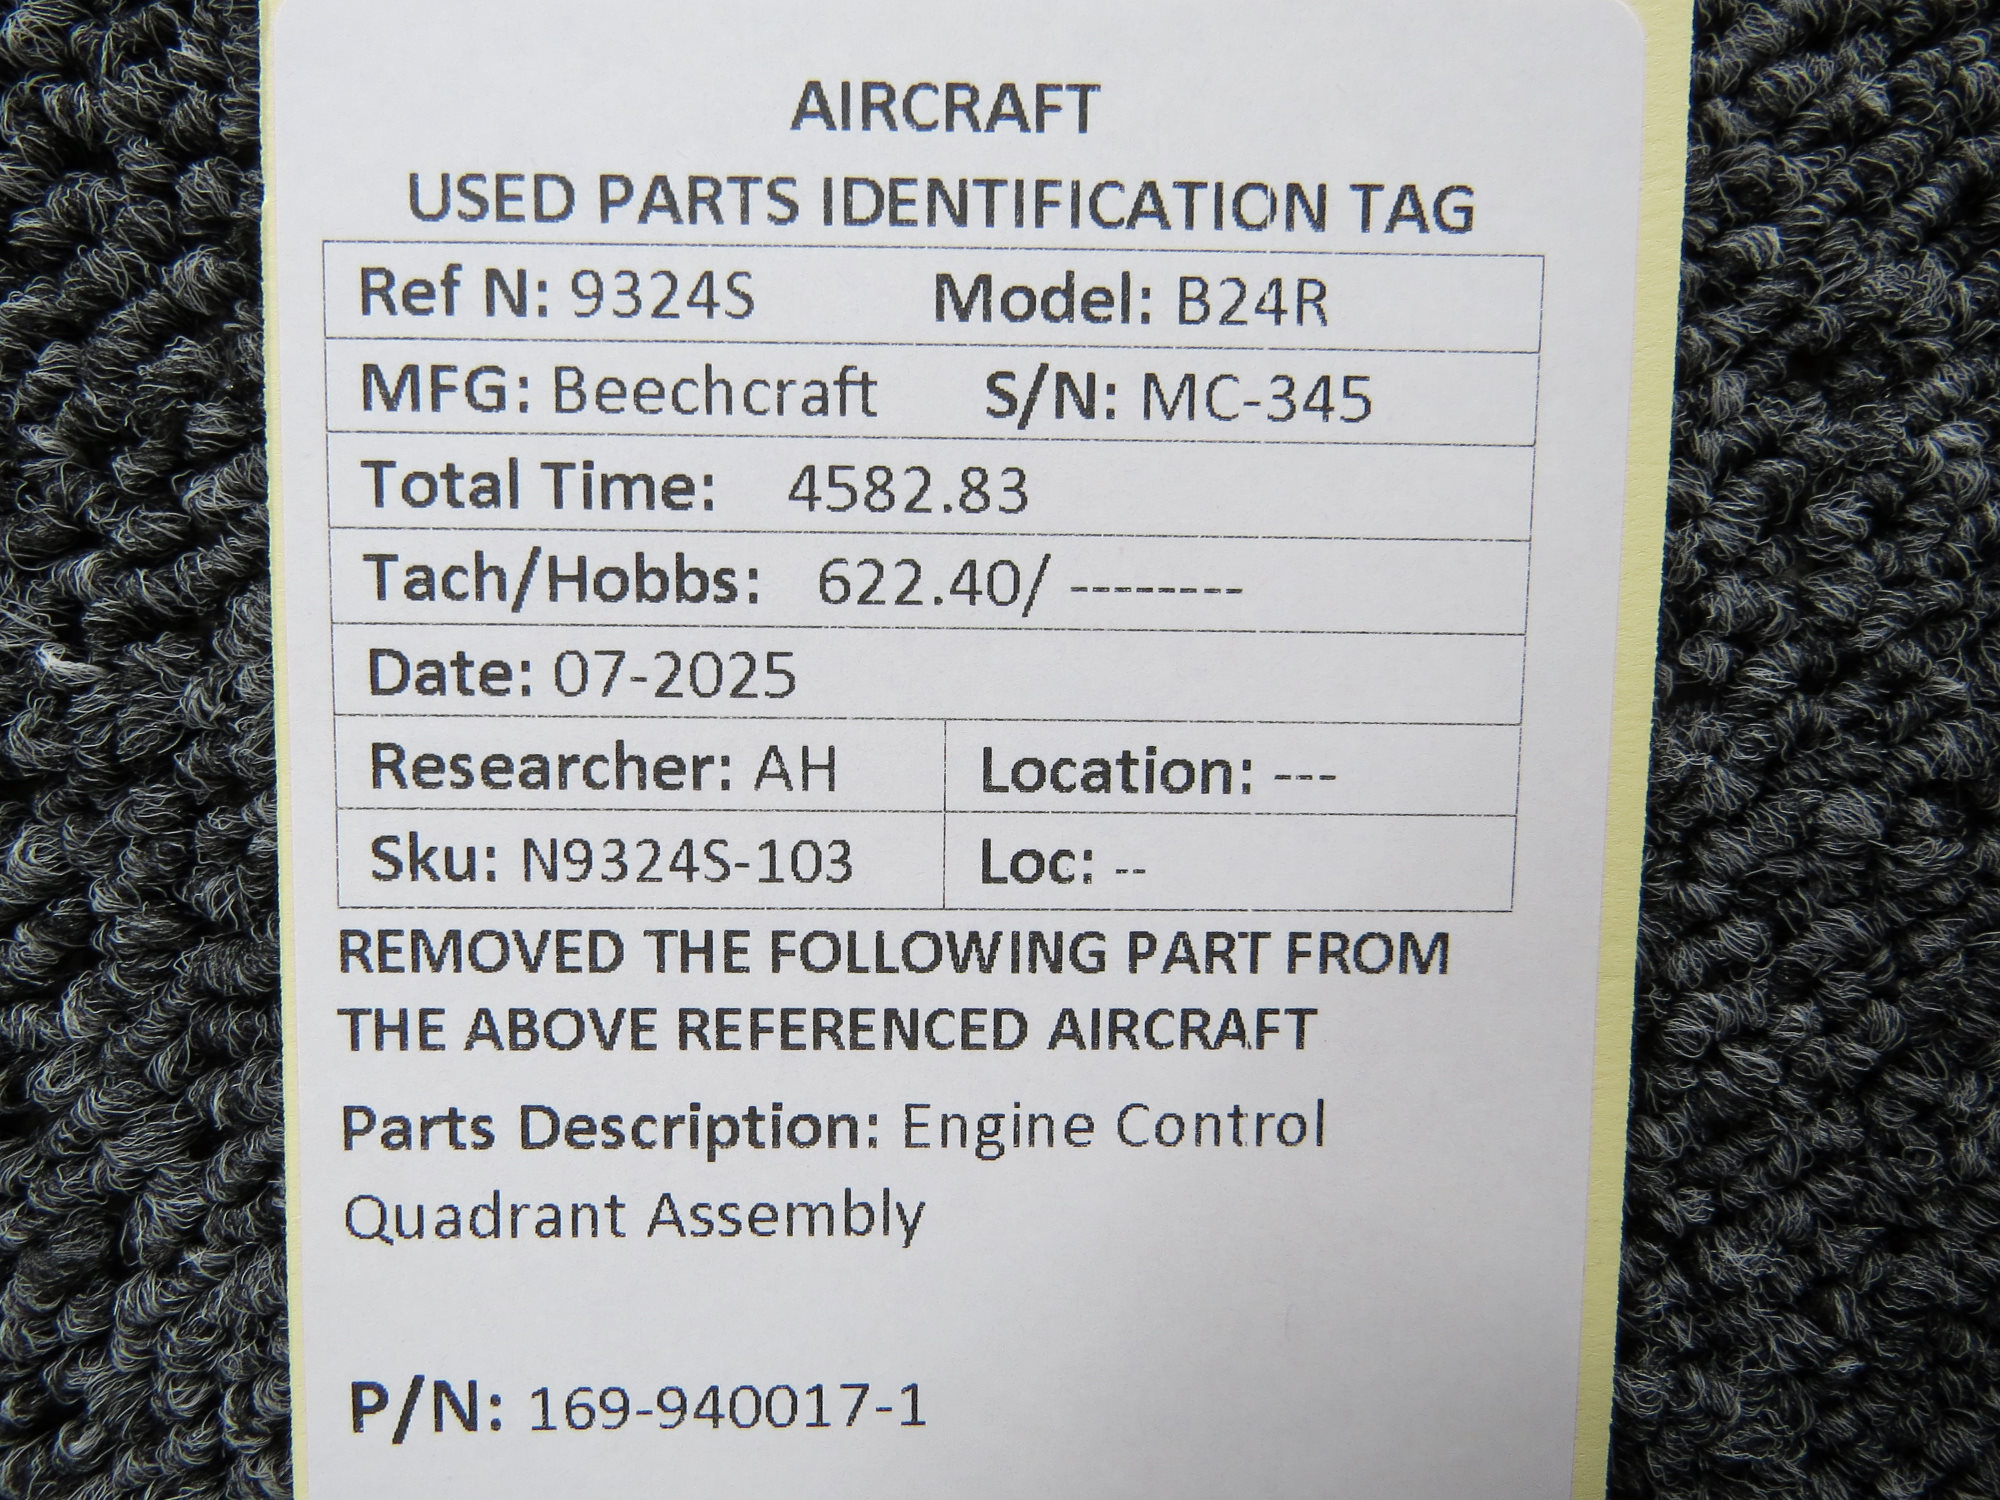 AIRCRAFT
USED PARTS IDENTIFICATION TAG
Ref N: 9324S Model: B24R
MFG: Beechcraft S/N: MC-345
Total Time: 4582.83
Tach/Hobbs: 622.40/ --------
Date: 07-2025
Researcher: AH Location: ---
Sku: N9324S-103 Loc: --
REMOVED THE FOLLOWING PART FROM
THE ABOVE REFERENCED AIRCRAFT
Parts Description: Engine Control
Quadrant Assembly
P/N: 169-940017-1